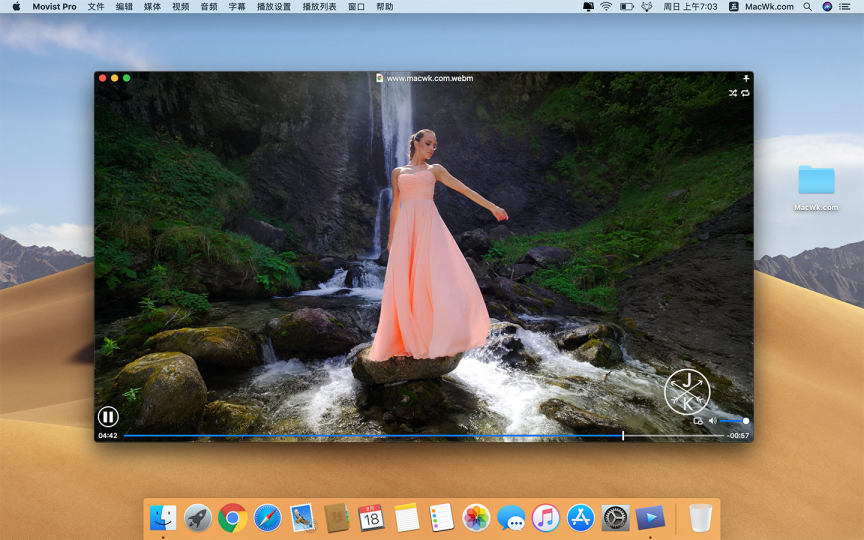 Movist Pro 文件 编辑 媒体 视频 音频 字幕 播放设置 播放列表 窗口 帮助 周日 上午7:03 MacWk.com
www.macwk.com.webm
MacWk.com
J
K
04:42 -00:57
18